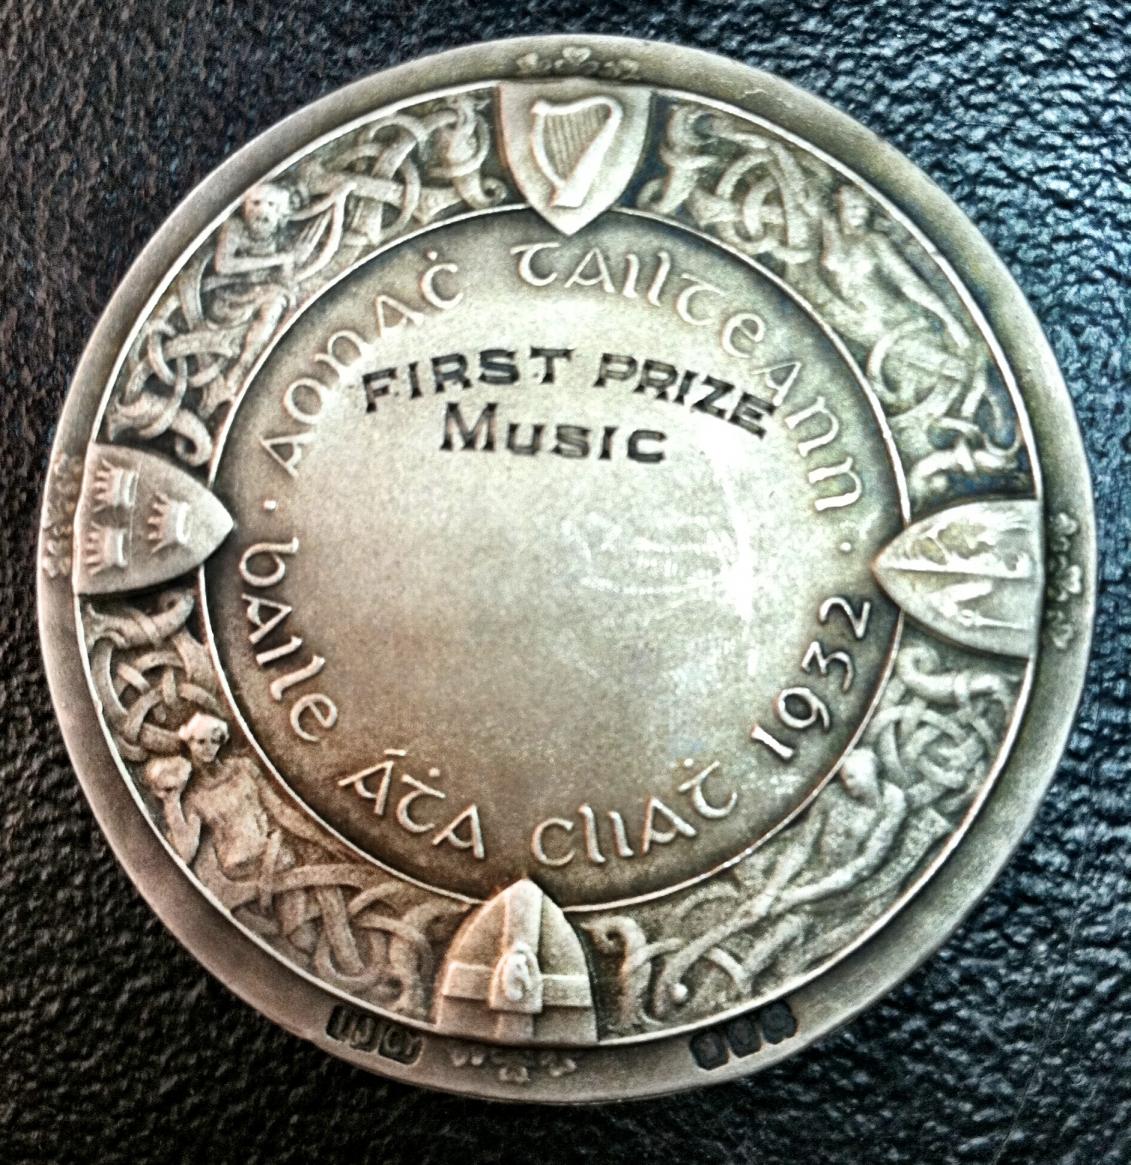 Aonaċ Tailteann
FIRST PRIZE
MUSIC
baile áṫa cliaṫ 1932